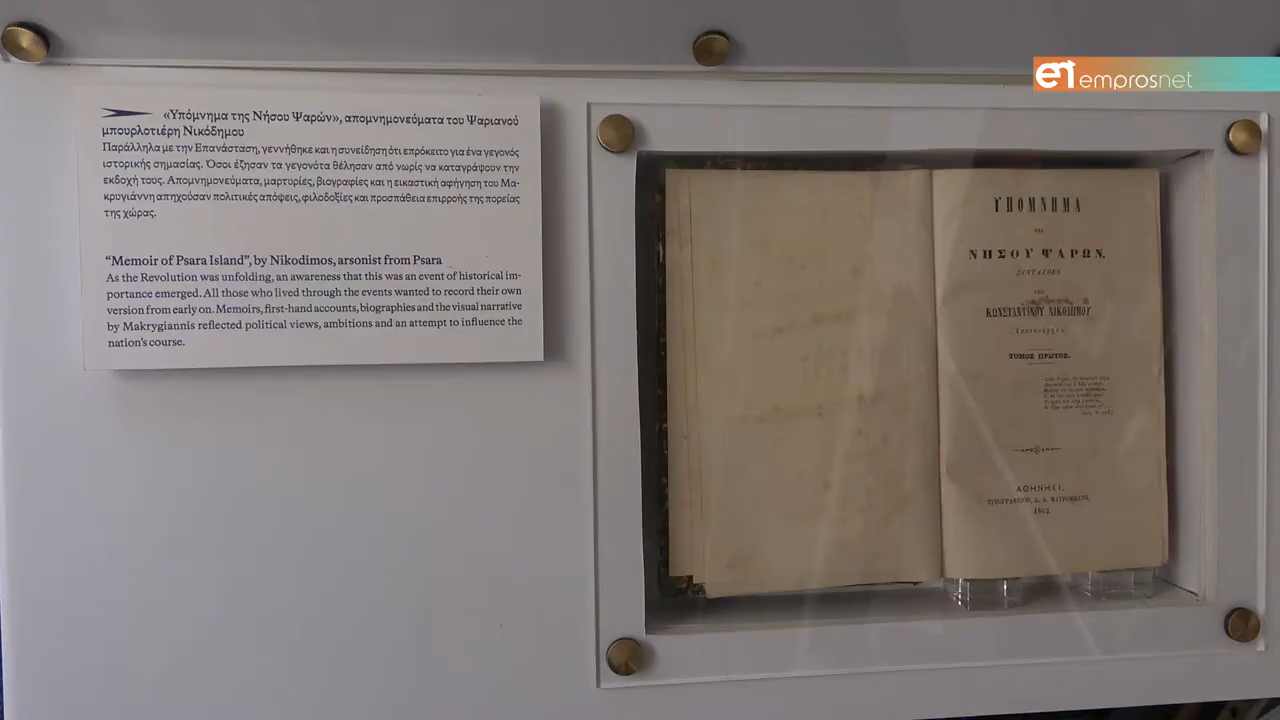 emprosnet
«Υπόμνημα της Νήσου Ψαρών», απομνημονεύματα του Ψαριανού
μπουρλοτιέρη Νικόδημου
Παράλληλα με την Επανάσταση, γεννήθηκε και η συνείδηση ότι επρόκειτο για ένα γεγονός
ιστορικής σημασίας. Όσοι έζησαν τα γεγονότα θέλησαν από νωρίς να καταγράψουν την
εκδοχή τους. Απομνημονεύματα, μαρτυρίες, βιογραφίες και η εικαστική αφήγηση του Μα-
κρυγιάννη απηχούσαν πολιτικές απόψεις, φιλοδοξίες και προσπάθεια επιρροής της πορείας
της χώρας.
“Memoir of Psara Island”, by Nikodimos, arsonist from Psara
As the Revolution was unfolding, an awareness that this was an event of historical im-
portance emerged. All those who lived through the events wanted to record their own
version from early on. Memoirs, first-hand accounts, biographies and the visual narrative
by Makrygiannis reflected political views, ambitions and an attempt to influence the
nation's course.
ΥΠΟΜΝΗΜΑ
ΤΗΣ
ΝΗΣΟΥ ΨΑΡΩΝ,
ΣΥΝΤΑΧΘΕΝ
ΥΠΟ
ΚΩΝΣΤΑΝΤΙΝΟΥ ΝΙΚΟΔΗΜΟΥ
ΤΟΜΟΣ ΠΡΩΤΟΣ.
ΑΘΗΝΗΣΙ,
1862.